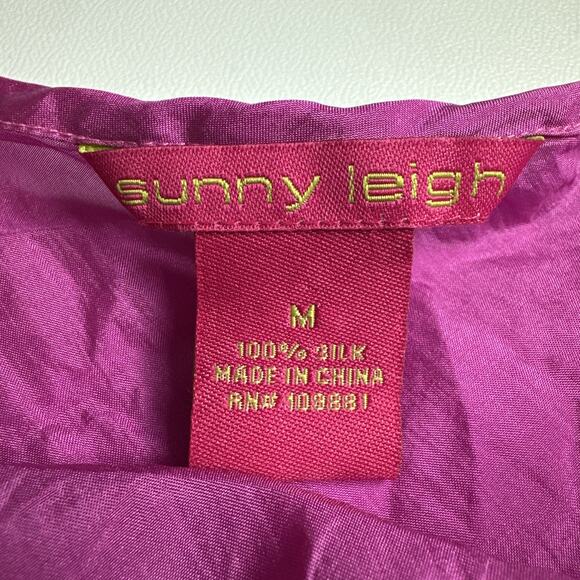 sunny leigh
M
100% SILK
MADE IN CHINA
RN# 109881